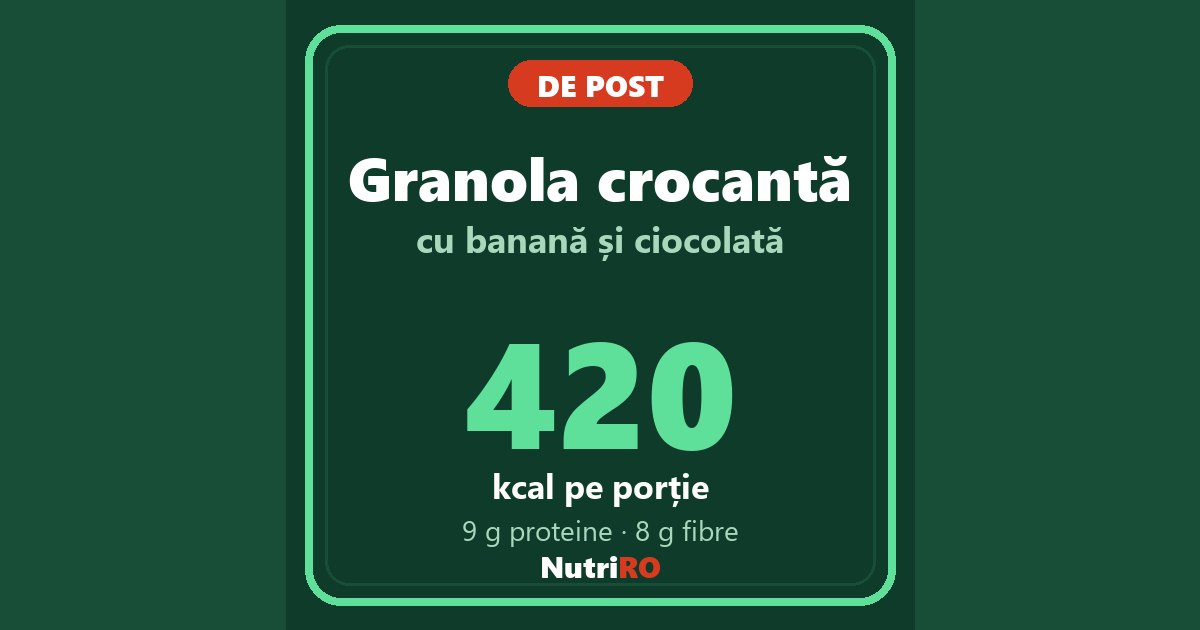 DE POST
Granola crocantă
cu banană și ciocolată
420
kcal pe porție
9 g proteine · 8 g fibre
NutriRO